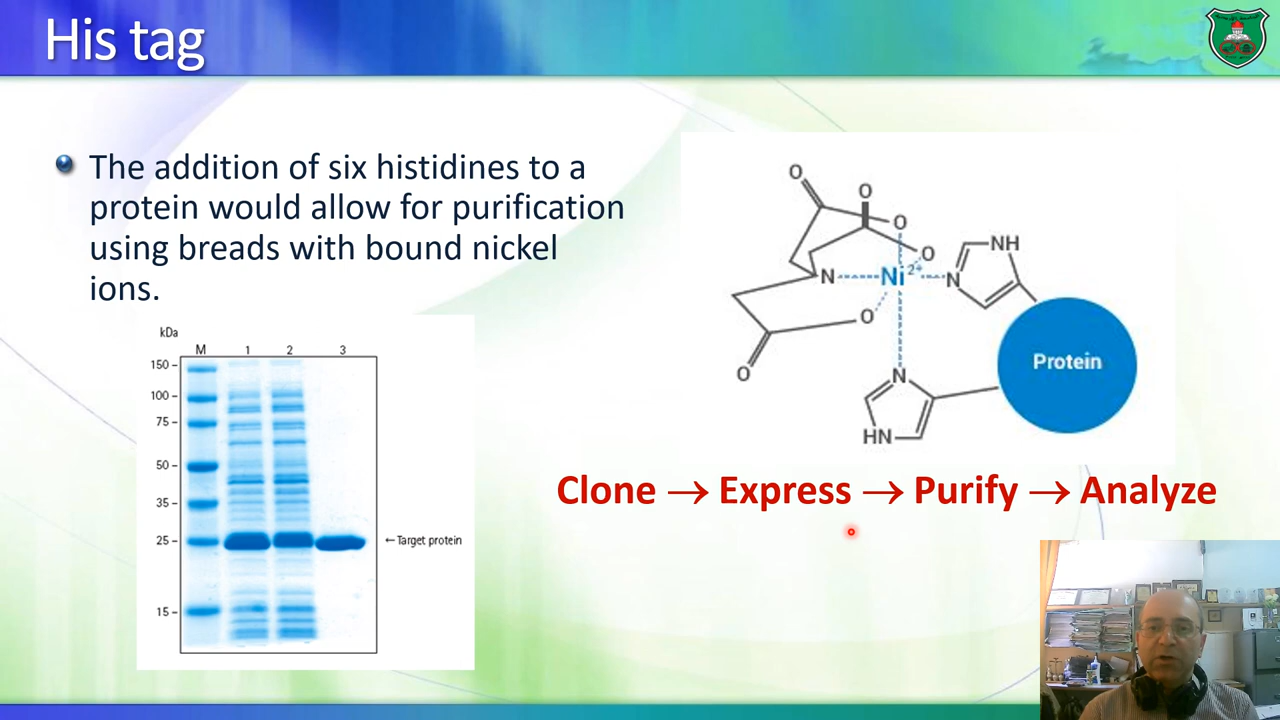 His tag
The addition of six histidines to a
protein would allow for purification
using breads with bound nickel
ions.
kDa
M 1 2 3
150 –
100 –
75 –
50 –
35 –
25 –
15 –
←Target protein
O
O
O
O
NH
N
Ni2+
N
O
O
N
HN
Protein
Clone → Express → Purify → Analyze